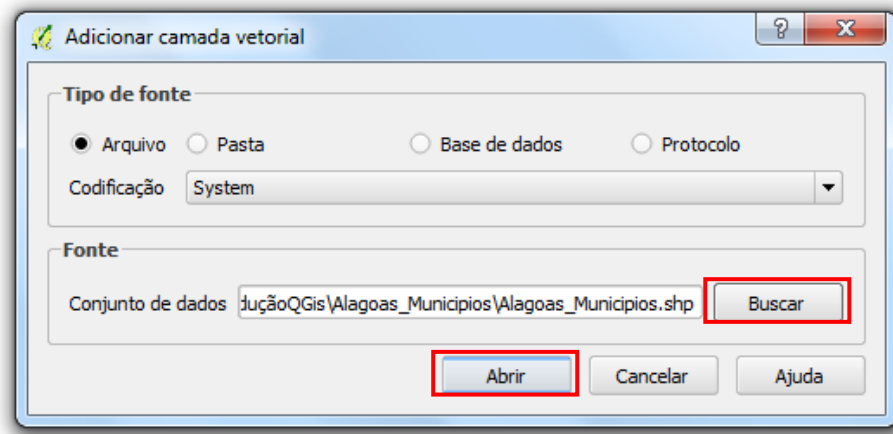 Adicionar camada vetorial
Tipo de fonte
Arquivo Pasta Base de dados Protocolo
Codificação System
Fonte
Conjunto de dados duçãoQGis\Alagoas_Municipios\Alagoas_Municipios.shp Buscar
Abrir Cancelar Ajuda